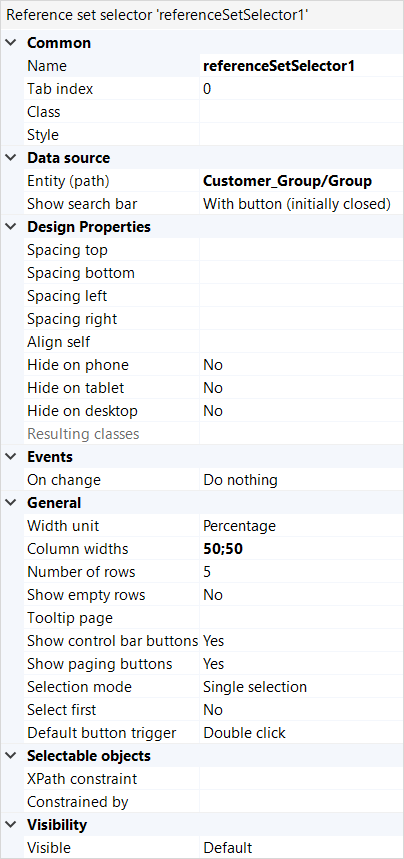 Reference set selector 'referenceSetSelector1'
Common
Name referenceSetSelector1
Tab index 0
Class
Style
Data source
Entity (path) Customer_Group/Group
Show search bar With button (initially closed)
Design Properties
Spacing top
Spacing bottom
Spacing left
Spacing right
Align self
Hide on phone No
Hide on tablet No
Hide on desktop No
Resulting classes
Events
On change Do nothing
General
Width unit Percentage
Column widths 50;50
Number of rows 5
Show empty rows No
Tooltip page
Show control bar buttons Yes
Show paging buttons Yes
Selection mode Single selection
Select first No
Default button trigger Double click
Selectable objects
XPath constraint
Constrained by
Visibility
Visible Default